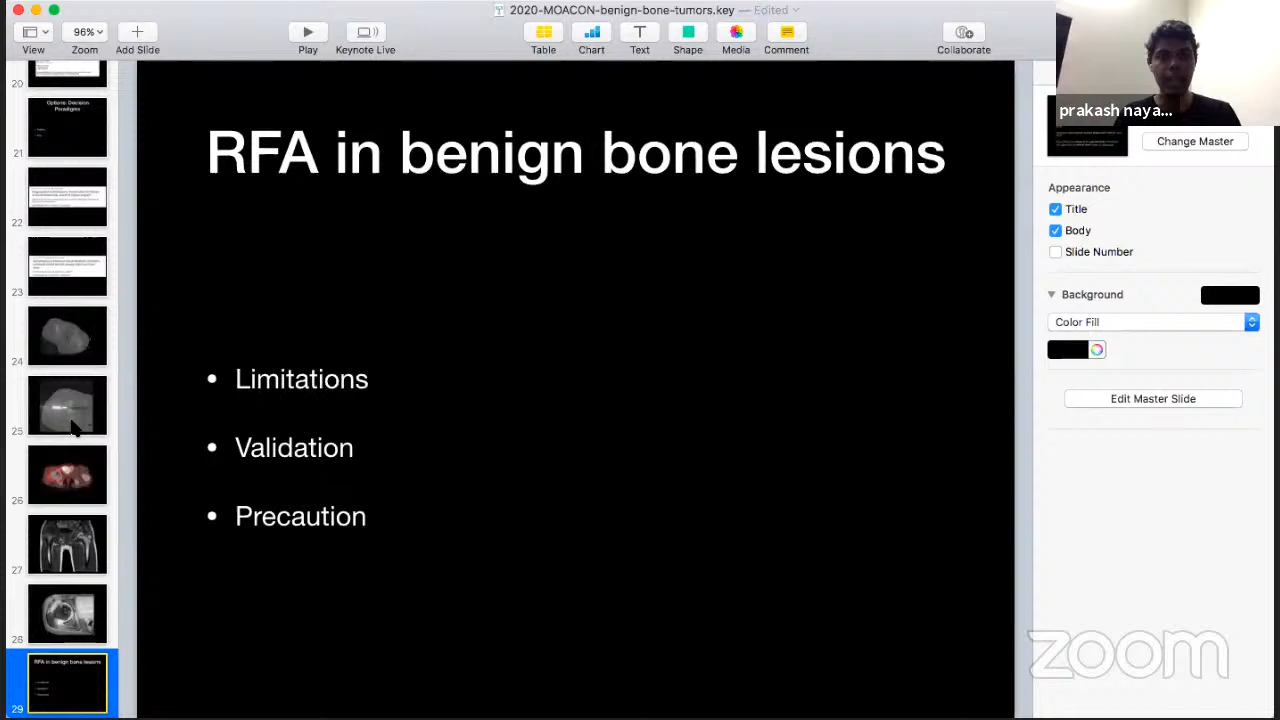 2020-MOACON-benign-bone-tumors.key — Edited
96%
View Zoom Add Slide Play Keynote Live Table Chart Text Shape Media Comment Collaborate
prakash naya...
20
Options: Decision
Paradigms
21
22
23
24
25
26
27
28
RFA in benign bone lesions
29
RFA in benign bone lesions
• Limitations
• Validation
• Precaution
Change Master
Appearance
Title
Body
Slide Number
Background
Color Fill
Edit Master Slide
zoom